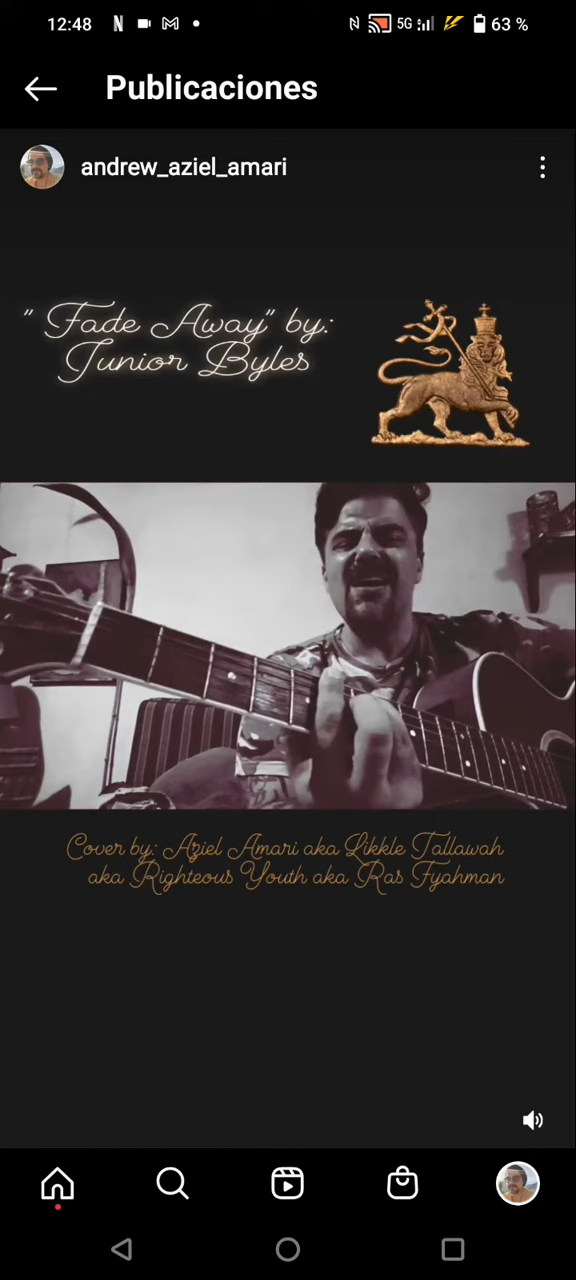 12:48
5G
63 %
Publicaciones
andrew_aziel_amari
" Fade Away" by:
Junior Byles
Cover by: Aziel Amari aka Likkle Tallawah
aka Righteous Youth aka Ras Fyahman